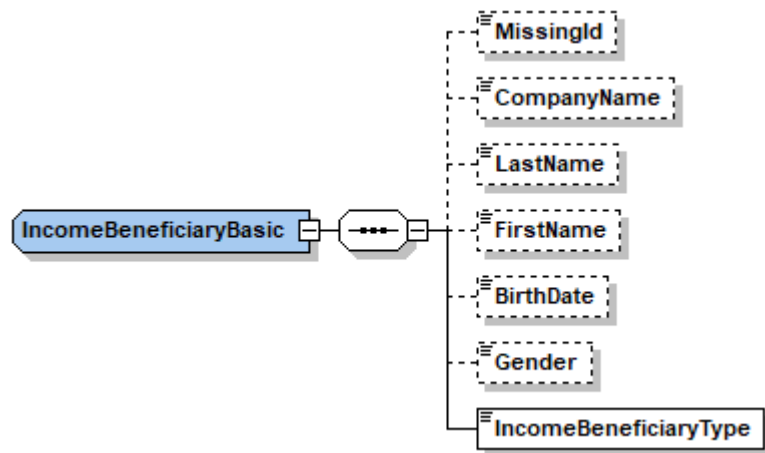 MissingId
CompanyName
LastName
IncomeBeneficiaryBasic
FirstName
BirthDate
Gender
IncomeBeneficiaryType